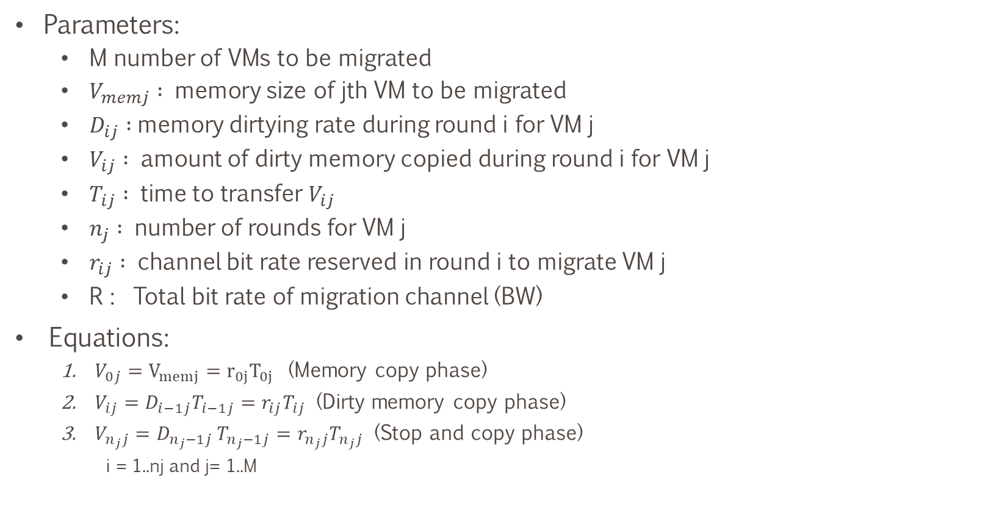 • Parameters:
• M number of VMs to be migrated
• V_{memj} : memory size of jth VM to be migrated
• D_{ij} : memory dirtying rate during round i for VM j
• V_{ij} : amount of dirty memory copied during round i for VM j
• T_{ij} : time to transfer V_{ij}
• n_j : number of rounds for VM j
• r_{ij} : channel bit rate reserved in round i to migrate VM j
• R : Total bit rate of migration channel (BW)
• Equations:
1. V_{0j} = V_{memj} = r_{0j}T_{0j} (Memory copy phase)
2. V_{ij} = D_{i−1j}T_{i−1j} = r_{ij}T_{ij} (Dirty memory copy phase)
3. V_{n_jj} = D_{n_j−1j} T_{n_j−1j} = r_{n_jj}T_{n_jj} (Stop and copy phase)
i = 1..nj and j= 1..M